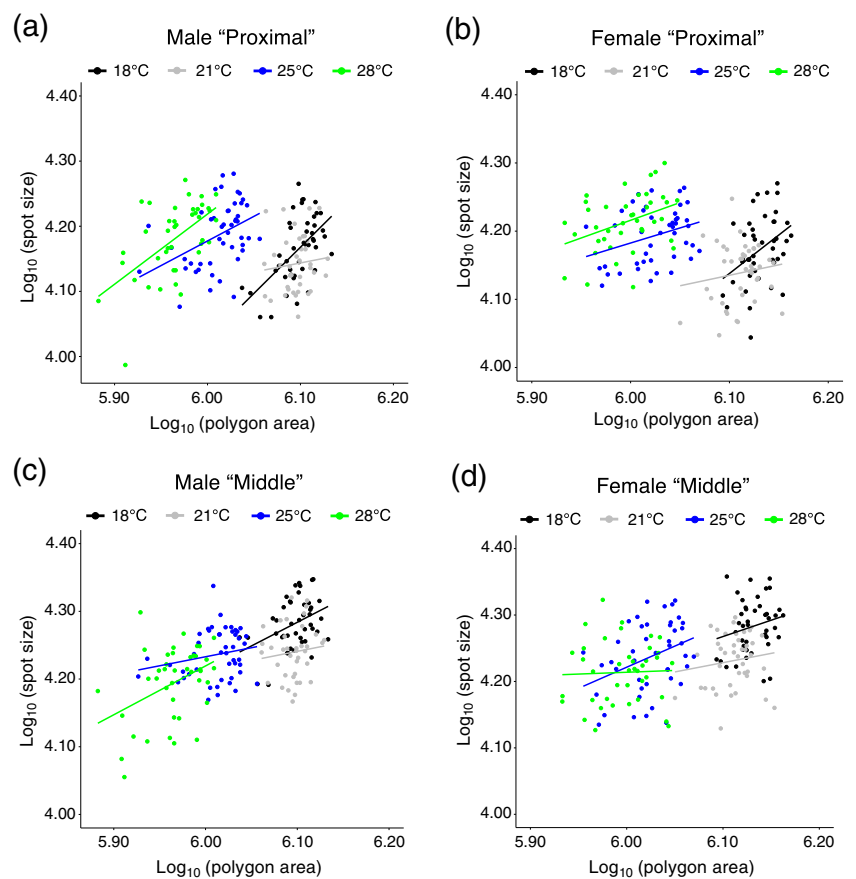 (a)
Male “Proximal”
18°C 21°C 25°C 28°C
4.40
4.30
4.20
4.10
4.00
Log10 (spot size)
5.90 6.00 6.10 6.20
Log10 (polygon area)
(b)
Female “Proximal”
18°C 21°C 25°C 28°C
4.40
4.30
4.20
4.10
4.00
Log10 (spot size)
5.90 6.00 6.10 6.20
Log10 (polygon area)
(c)
Male “Middle”
18°C 21°C 25°C 28°C
4.40
4.30
4.20
4.10
4.00
Log10 (spot size)
5.90 6.00 6.10 6.20
Log10 (polygon area)
(d)
Female “Middle”
18°C 21°C 25°C 28°C
4.40
4.30
4.20
4.10
4.00
Log10 (spot size)
5.90 6.00 6.10 6.20
Log10 (polygon area)